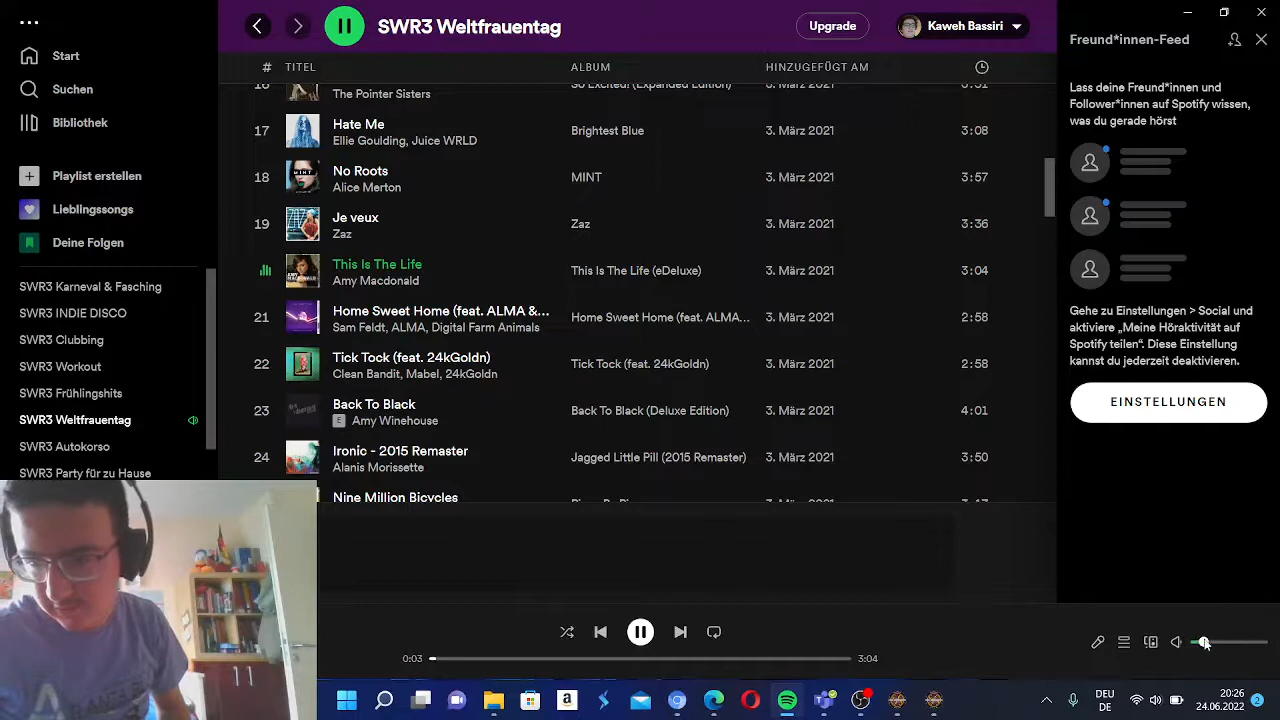 Start
Suchen
Bibliothek
Playlist erstellen
Lieblingssongs
Deine Folgen
SWR3 Karneval & Fasching
SWR3 INDIE DISCO
SWR3 Clubbing
SWR3 Workout
SWR3 Frühlingshits
SWR3 Weltfrauentag
SWR3 Autokorso
SWR3 Party für zu Hause
SWR3 Weltfrauentag
Upgrade
Kaweh Bassiri
# TITEL ALBUM HINZUGEFÜGT AM
The Pointer Sisters
So Excited! (Expanded Edition) 3. März 2021 3:51
17 Hate Me Brightest Blue 3. März 2021 3:08
Ellie Goulding, Juice WRLD
18 No Roots MINT 3. März 2021 3:57
Alice Merton
19 Je veux Zaz 3. März 2021 3:36
Zaz
This Is The Life This Is The Life (eDeluxe) 3. März 2021 3:04
Amy Macdonald
21 Home Sweet Home (feat. ALMA &... Home Sweet Home (feat. ALMA... 3. März 2021 2:58
Sam Feldt, ALMA, Digital Farm Animals
22 Tick Tock (feat. 24kGoldn) Tick Tock (feat. 24kGoldn) 3. März 2021 2:58
Clean Bandit, Mabel, 24kGoldn
23 Back To Black Back To Black (Deluxe Edition) 3. März 2021 4:01
E Amy Winehouse
24 Ironic - 2015 Remaster Jagged Little Pill (2015 Remaster) 3. März 2021 3:50
Alanis Morissette
Nine Million Bicycles
Freund*innen-Feed
Lass deine Freund*innen und
Follower*innen auf Spotify wissen,
was du gerade hörst
Gehe zu Einstellungen > Social und
aktiviere „Meine Höraktivität auf
Spotify teilen“. Diese Einstellung
kannst du jederzeit deaktivieren.
EINSTELLUNGEN
0:03 3:04
DEU
DE
20:26
24.06.2022
2